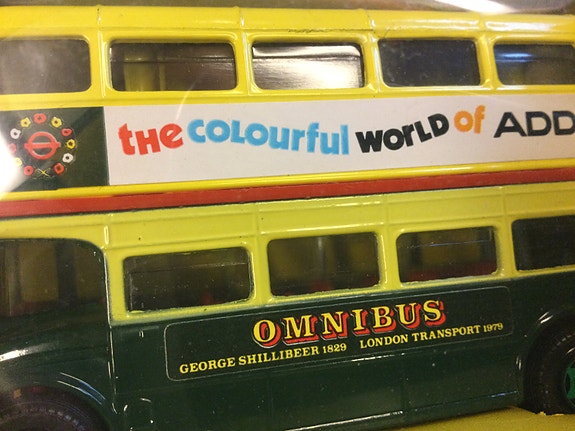 the COLOURful WORLD of ADD
OMNIBUS
GEORGE SHILLIBEER 1829 LONDON TRANSPORT 1979